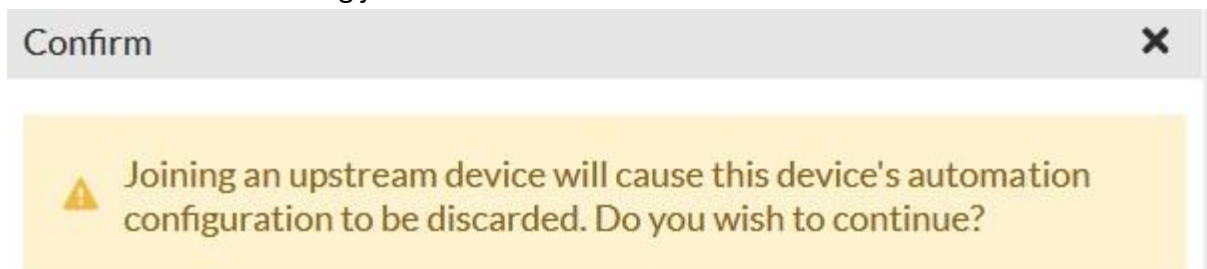 Confirm
Joining an upstream device will cause this device's automation
configuration to be discarded. Do you wish to continue?